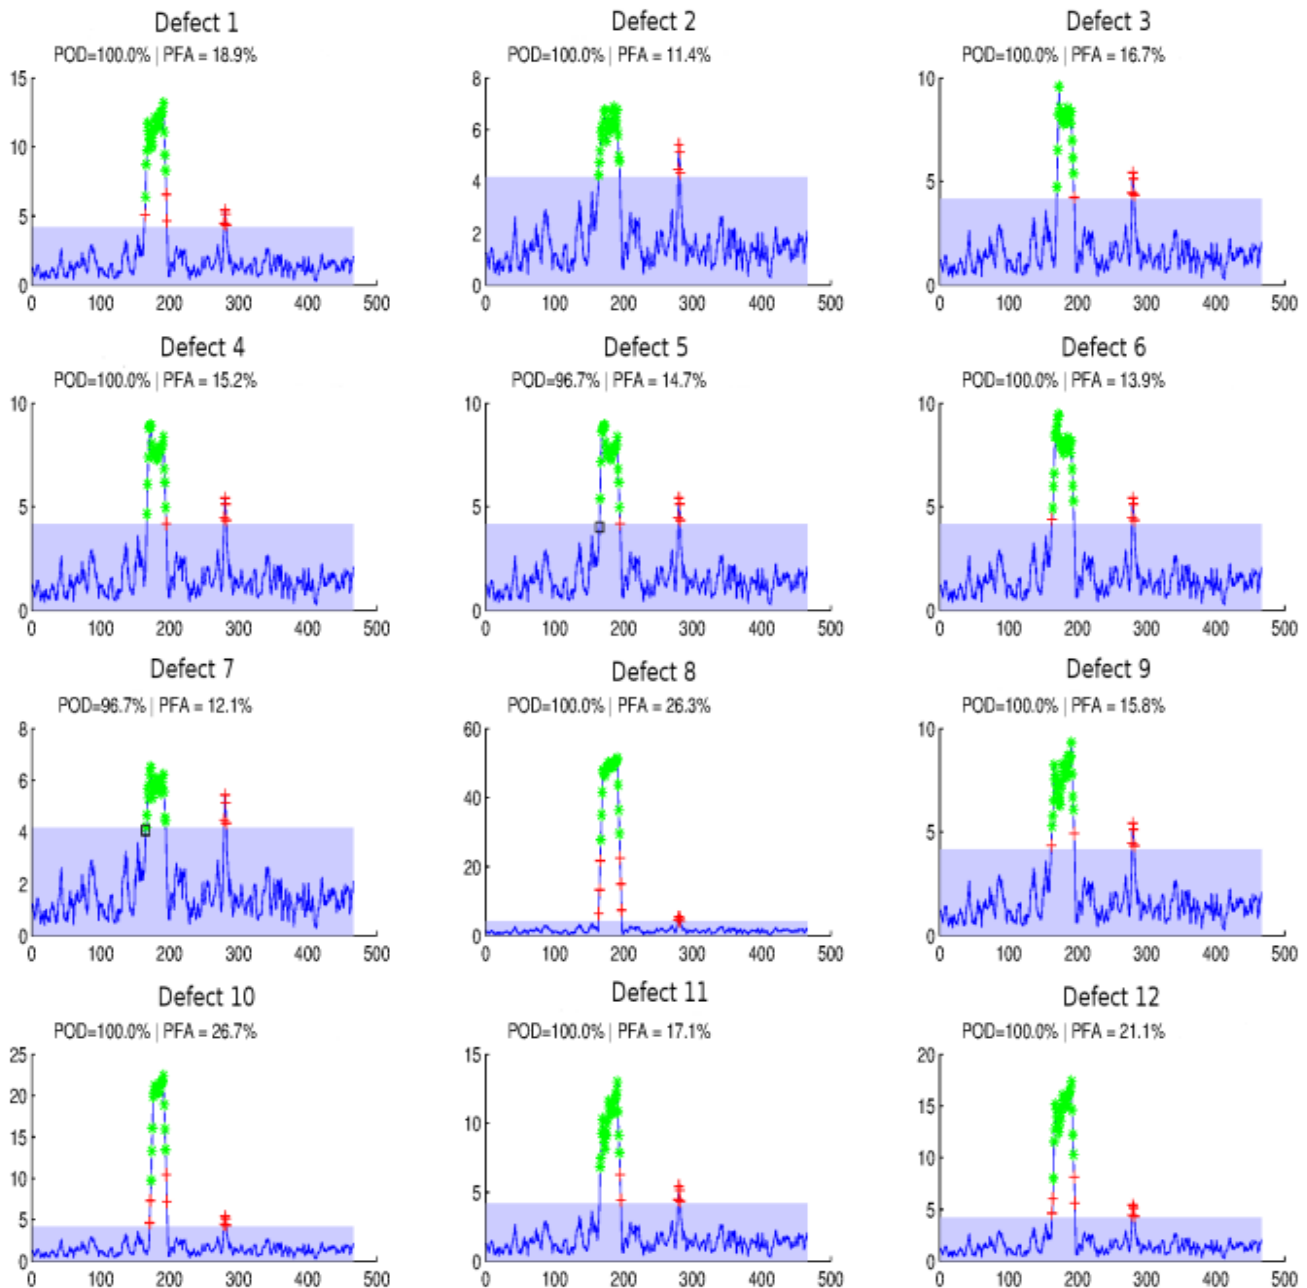 Defect 1 Defect 2 Defect 3
POD=100.0% | PFA = 18.9% POD=100.0% | PFA = 11.4% POD=100.0% | PFA = 16.7%
15 8 10
10 6
5 4 5
2
0 0 0
0 100 200 300 400 500 0 100 200 300 400 500 0 100 200 300 400 500
Defect 4 Defect 5 Defect 6
POD=100.0% | PFA = 15.2% POD=96.7% | PFA = 14.7% POD=100.0% | PFA = 13.9%
10 10 10
5 5 5
0 0 0
0 100 200 300 400 500 0 100 200 300 400 500 0 100 200 300 400 500
Defect 7 Defect 8 Defect 9
POD=96.7% | PFA = 12.1% POD=100.0% | PFA = 26.3% POD=100.0% | PFA = 15.8%
8 60 10
6 40
4 5
2 20
0 0 0
0 100 200 300 400 500 0 100 200 300 400 500 0 100 200 300 400 500
Defect 10 Defect 11 Defect 12
POD=100.0% | PFA = 26.7% POD=100.0% | PFA = 17.1% POD=100.0% | PFA = 21.1%
25 15 20
20 15
15 10
10 10
5 5 5
0 0 0
0 100 200 300 400 500 0 100 200 300 400 500 0 100 200 300 400 500